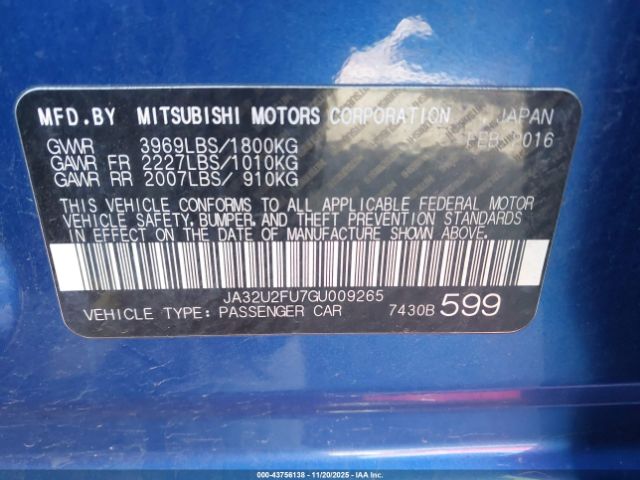 MFD.BY MITSUBISHI MOTORS CORPORATION, JAPAN
GVWR 3969LBS/1800KG FEB 2016
GAWR FR 2227LBS/1010KG
GAWR RR 2007LBS/ 910KG
THIS VEHICLE CONFORMS TO ALL APPLICABLE FEDERAL MOTOR
VEHICLE SAFETY, BUMPER, AND THEFT PREVENTION STANDARDS
IN EFFECT ON THE DATE OF MANUFACTURE SHOWN ABOVE.
JA32U2FU7GU009265
VEHICLE TYPE: PASSENGER CAR 7430B 599
000-43756138 - 11/20/2025 - IAAI.COM